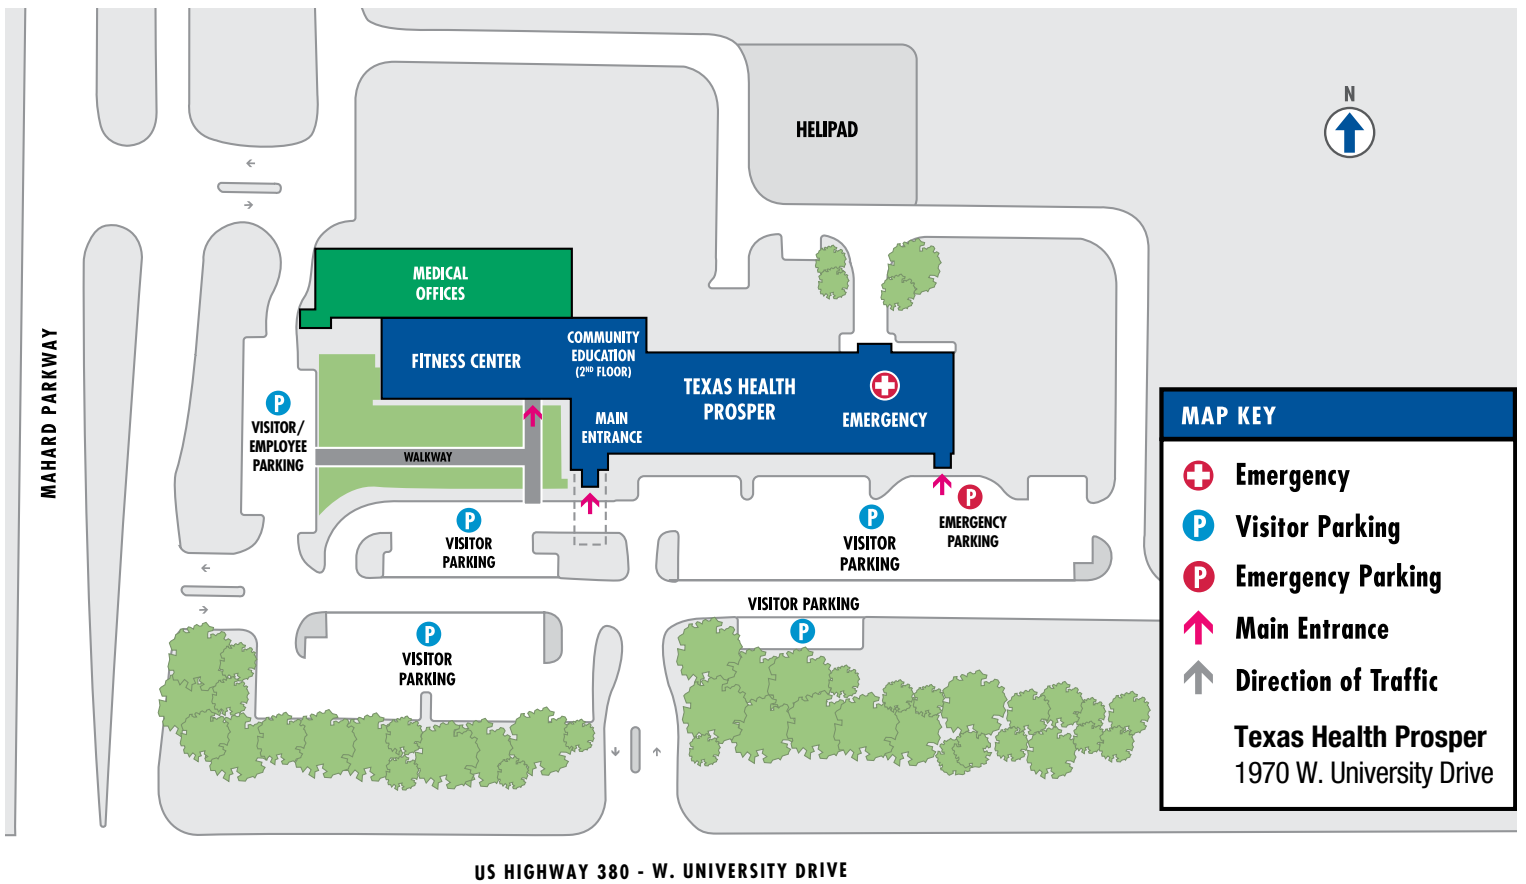 N
HELIPAD
MEDICAL
OFFICES
FITNESS CENTER
COMMUNITY
EDUCATION
(2ND FLOOR)
TEXAS HEALTH
PROSPER
EMERGENCY
MAIN
ENTRANCE
MAHARD PARKWAY
P
VISITOR/
EMPLOYEE
PARKING
WALKWAY
P
VISITOR
PARKING
P
VISITOR
PARKING
P
EMERGENCY
PARKING
VISITOR PARKING
P
P
VISITOR
PARKING
MAP KEY
Emergency
P Visitor Parking
P Emergency Parking
Main Entrance
Direction of Traffic
Texas Health Prosper
1970 W. University Drive
US HIGHWAY 380 - W. UNIVERSITY DRIVE